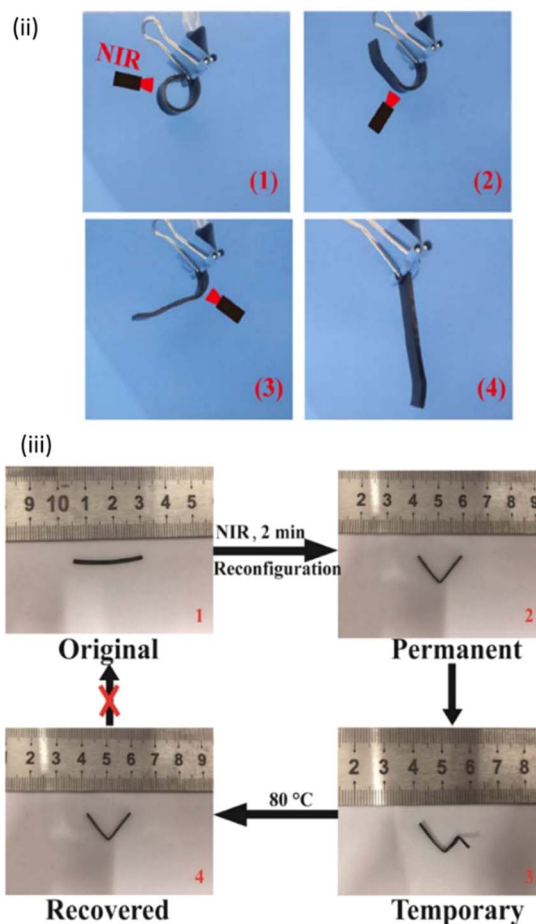 (ii)
NIR
(1)
(2)
(3)
(4)
(iii)
9 10 1 2 3 4 5
1
Original
NIR, 2 min
Reconfiguration
2 3 4 5 6 7 8 9
2
Permanent
2 3 4 5 6 7 8 9
4
Recovered
80 °C
2 3 4 5 6 7 8
3
Temporary